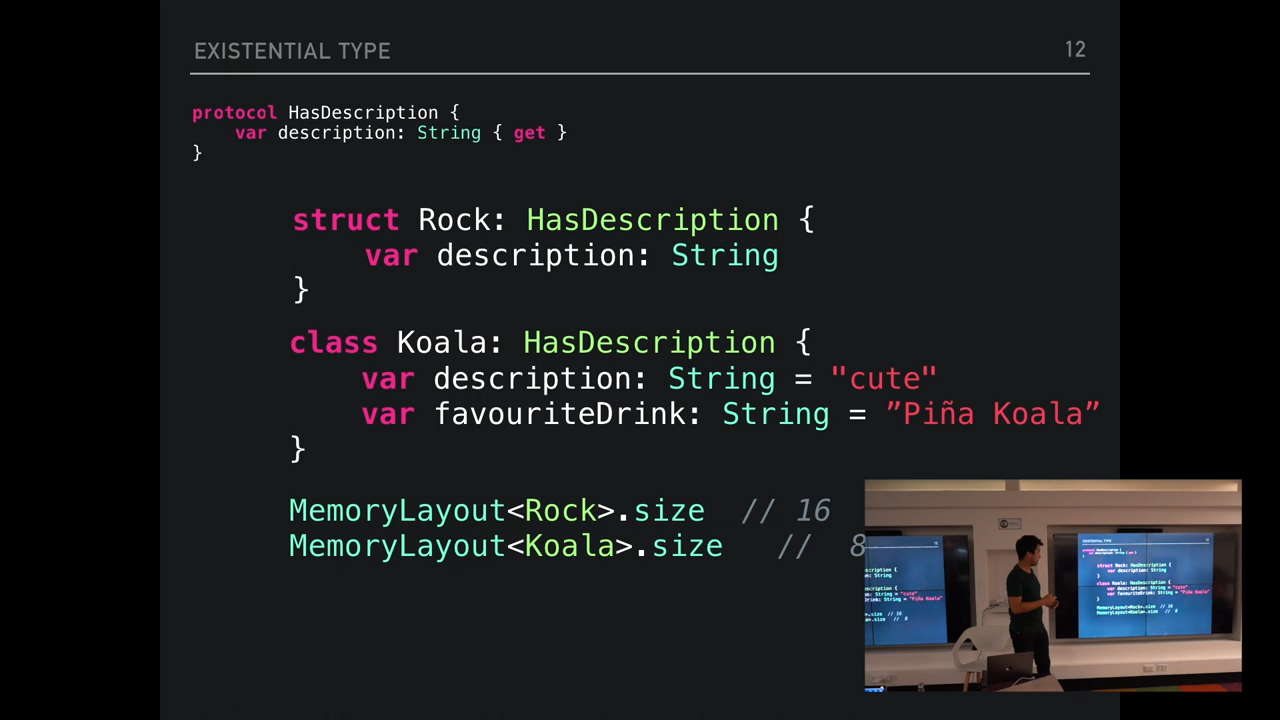 EXISTENTIAL TYPE
12
protocol HasDescription {
    var description: String { get }
}
struct Rock: HasDescription {
    var description: String
}
class Koala: HasDescription {
    var description: String = "cute"
    var favouriteDrink: String = ”Piña Koala”
}
MemoryLayout<Rock>.size  // 16
MemoryLayout<Koala>.size   //  8